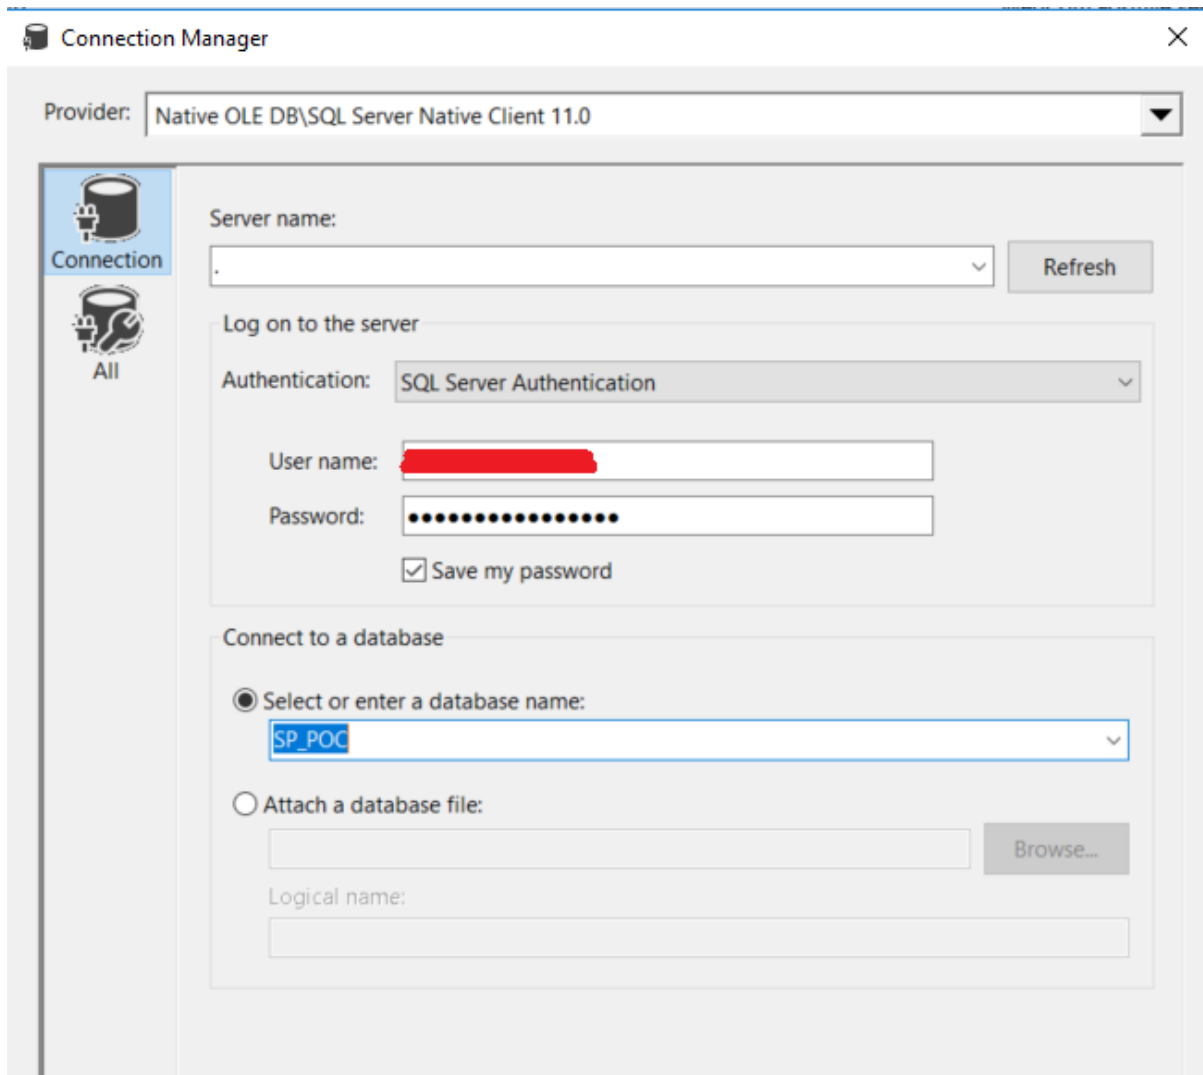 Connection Manager
Provider: Native OLE DB\SQL Server Native Client 11.0
Connection
All
Server name:
.
Refresh
Log on to the server
Authentication: SQL Server Authentication
User name:
Password: ••••••••••••••••
Save my password
Connect to a database
Select or enter a database name:
SP_POC
Attach a database file:
Browse...
Logical name: